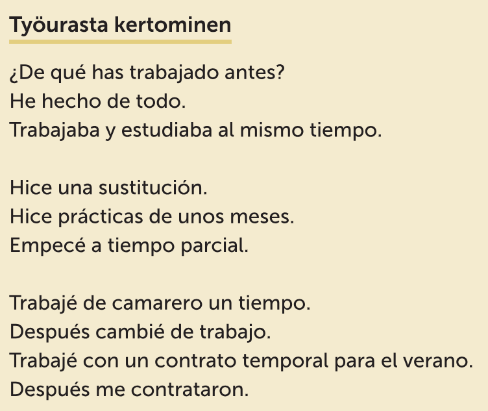 Työurasta kertominen
¿De qué has trabajado antes?
He hecho de todo.
Trabajaba y estudiaba al mismo tiempo.
Hice una sustitución.
Hice prácticas de unos meses.
Empecé a tiempo parcial.
Trabajé de camarero un tiempo.
Después cambié de trabajo.
Trabajé con un contrato temporal para el verano.
Después me contrataron.